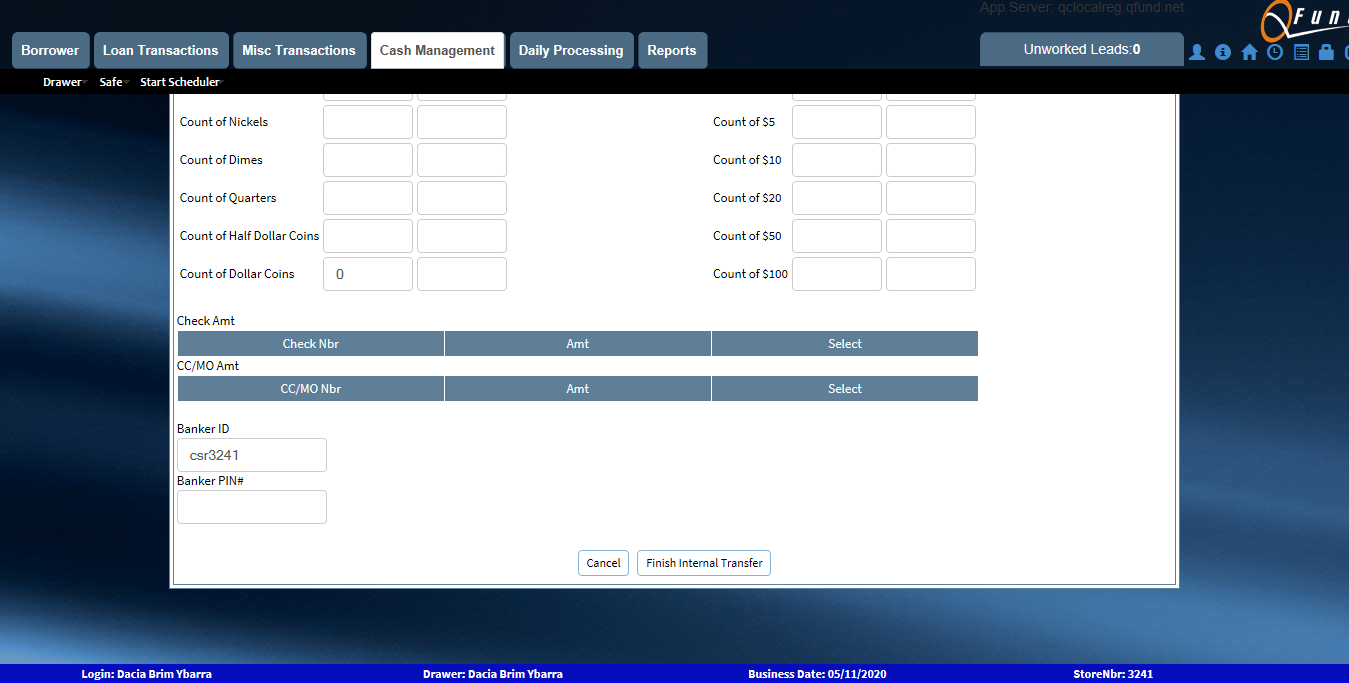 App Server: qclocalreg.qfund.net
QFun
Borrower Loan Transactions Misc Transactions Cash Management Daily Processing Reports Unworked Leads:0
Drawer Safe Start Scheduler
Count of Nickels Count of $5
Count of Dimes Count of $10
Count of Quarters Count of $20
Count of Half Dollar Coins Count of $50
Count of Dollar Coins 0 Count of $100
Check Amt
Check Nbr Amt Select
CC/MO Amt
CC/MO Nbr Amt Select
Banker ID
csr3241
Banker PIN#
Cancel Finish Internal Transfer
Login: Dacia Brim Ybarra Drawer: Dacia Brim Ybarra Business Date: 05/11/2020 StoreNbr: 3241